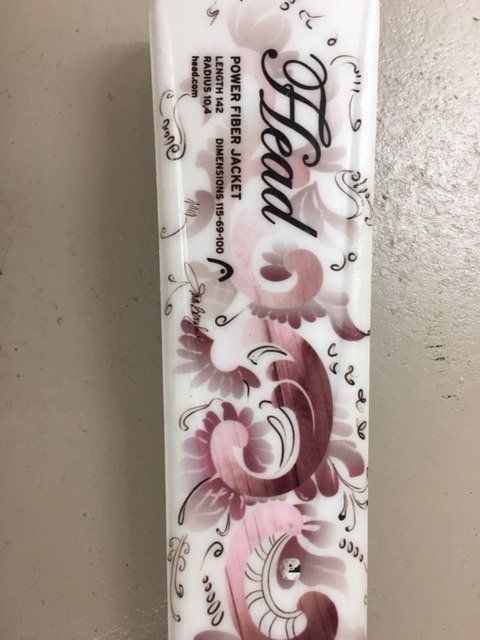 Head
POWER FIBER JACKET
LENGTH 142 DIMENSIONS 115-69-100
RADIUS 10,4
head.com